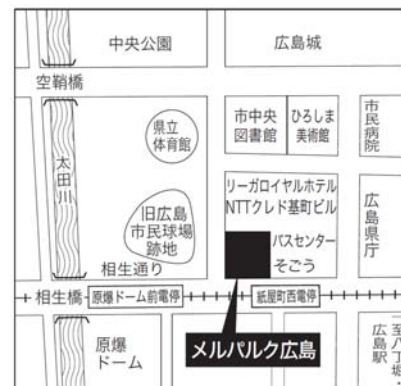 中央公園
広島城
空鞘橋
県立
体育館
市中央
図書館
ひろしま
美術館
市民病院
太田川
旧広島
市民球場
跡地
リーガロイヤルホテル
NTTクレド基町ビル
バスセンター
そごう
広島県庁
相生通り
相生橋
原爆ドーム前電停
紙屋町西電停
原爆
ドーム
メルパルク広島
至八丁堀・
広島駅